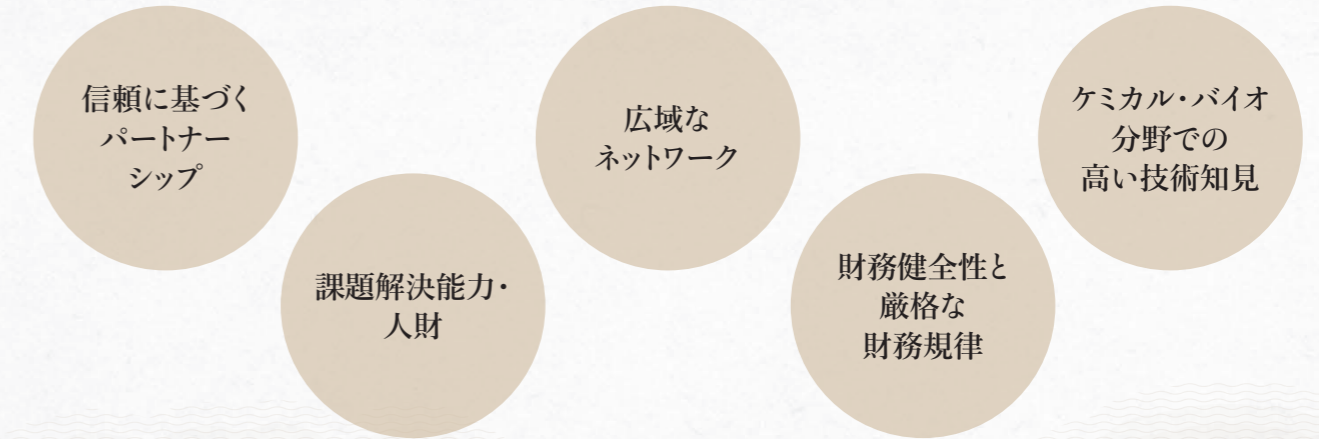 信頼に基づく
パートナー
シップ
課題解決能力・
人財
広域な
ネットワーク
財務健全性と
厳格な
財務規律
ケミカル・バイオ
分野での
高い技術知見